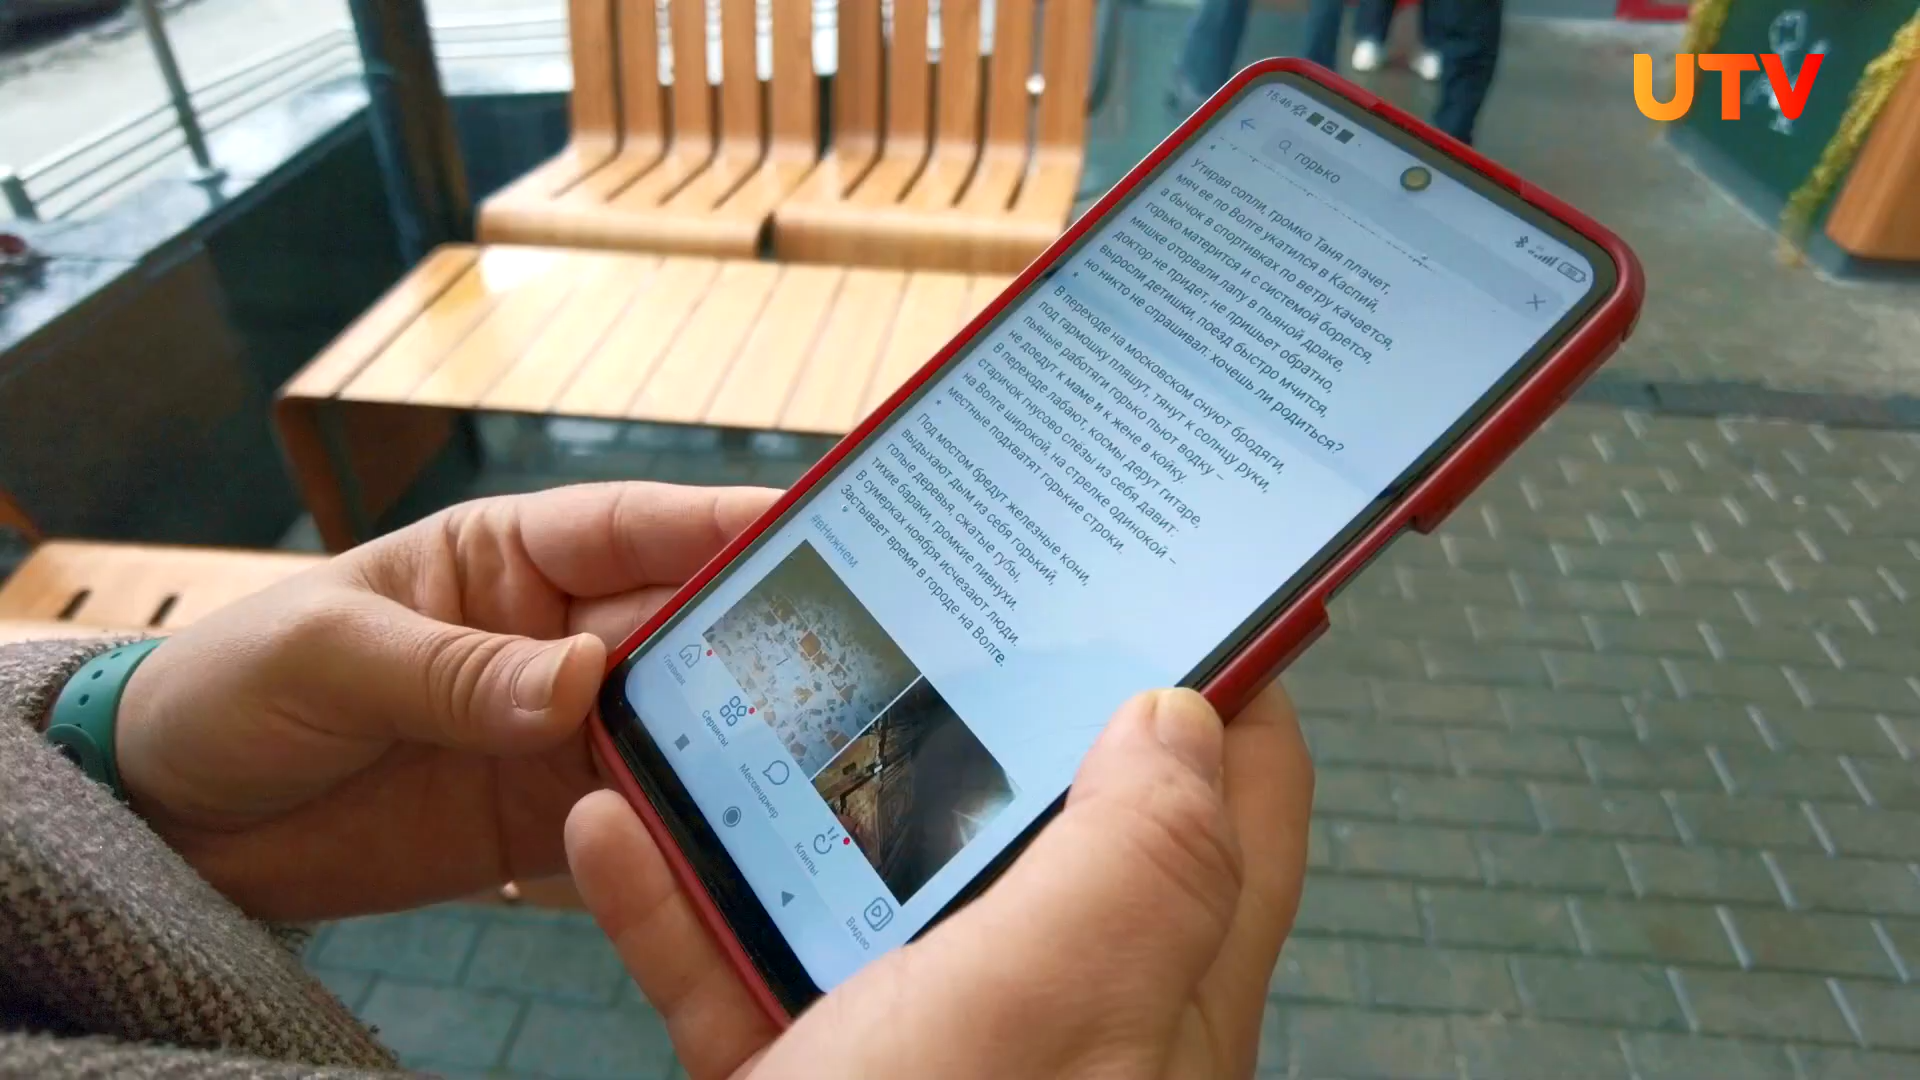 UTV
15:46
горько
утирая сопли, громко Таня плачет,
мяч ее по Волге укатился в Каспий,
а бычок в спортивках по ветру качается,
горько матерится и с системой борется,
мишке оторвали лапу в пьяной драке,
доктор не придет, не пришьет обратно,
выросли детишки, поезд быстро мчится,
но никто не спрашивал: хочешь ли родиться?
*
В переходе на московском снуют бродяги,
под гармошку пляшут, тянут к солнцу руки,
пьяные работяги горько пьют водку –
не доедут к маме и к жене в койку.
В переходе лабают, космы дерут гитаре,
старичок гнусово слёзы из себя давит:
на Волге широкой, на стрелке одинокой –
местные подхватят горькие строки.
*
Под мостом бредут железные кони,
выдыхают дым из себя горький,
голые деревья, сжатые губы,
тихие бараки, громкие пивнухи.
В сумерках ноября исчезают люди.
Застывает время в городе на Волге.
*
#вНижнем
Главная
Сервисы
Мессенджер
Клипы
Видео